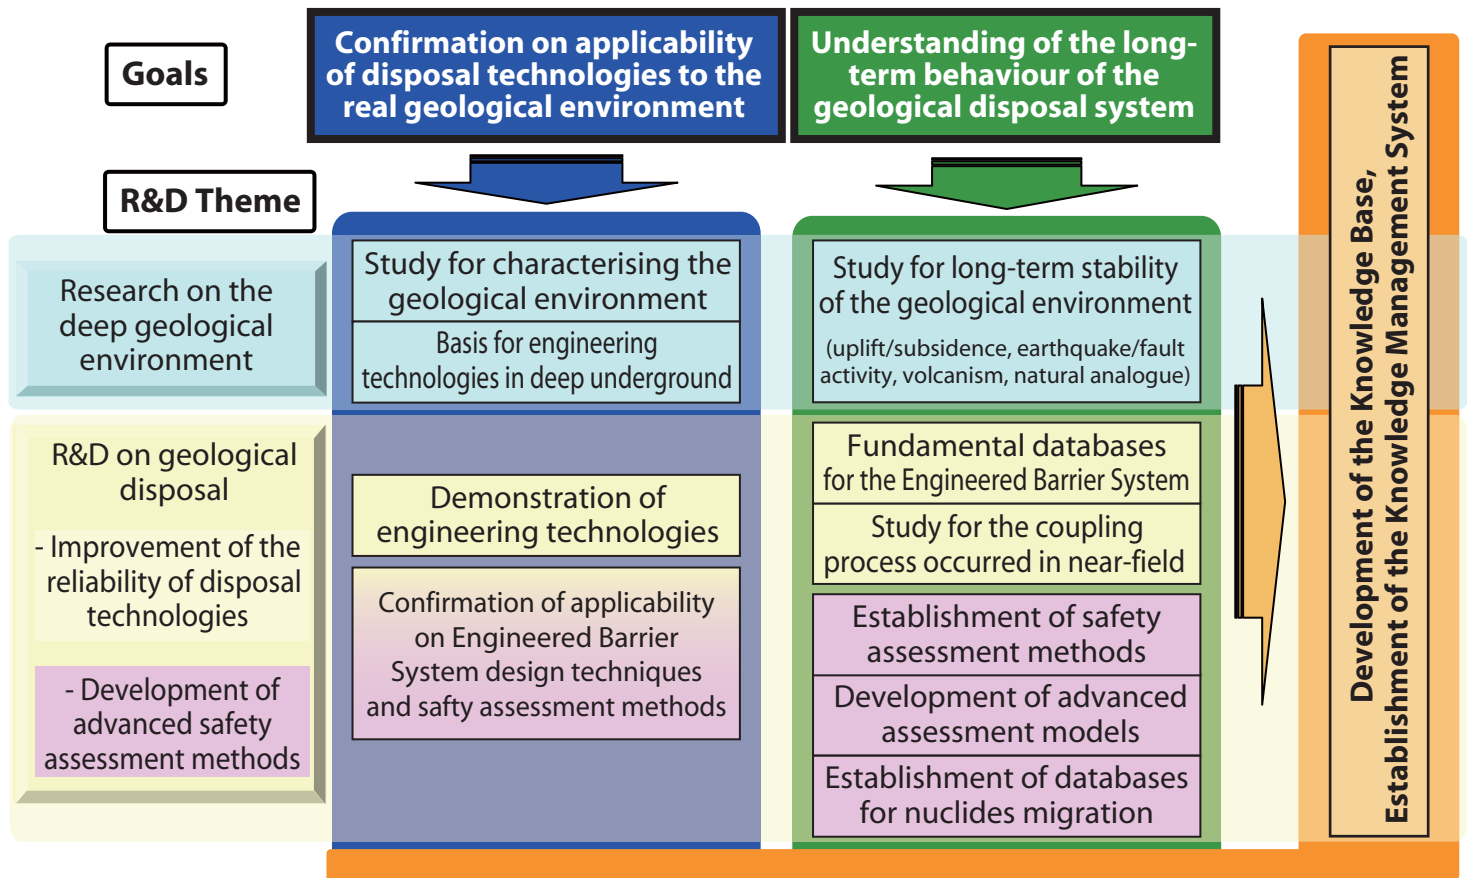 Goals
Confirmation on applicability
of disposal technologies to the
real geological environment
Understanding of the long-
term behaviour of the
geological disposal system
R&D Theme
Research on the
deep geological
environment
Study for characterising the
geological environment
Basis for engineering
technologies in deep underground
Study for long-term stability
of the geological environment
(uplift/subsidence, earthquake/fault
activity, volcanism, natural analogue)
R&D on geological
disposal
- Improvement of the
reliability of disposal
technologies
- Development of
advanced safety
assessment methods
Demonstration of
engineering technologies
Confirmation of applicability
on Engineered Barrier
System design techniques
and safty assessment methods
Fundamental databases
for the Engineered Barrier System
Study for the coupling
process occurred in near-field
Establishment of safety
assessment methods
Development of advanced
assessment models
Establishment of databases
for nuclides migration
Development of the Knowledge Base,
Establishment of the Knowledge Management System